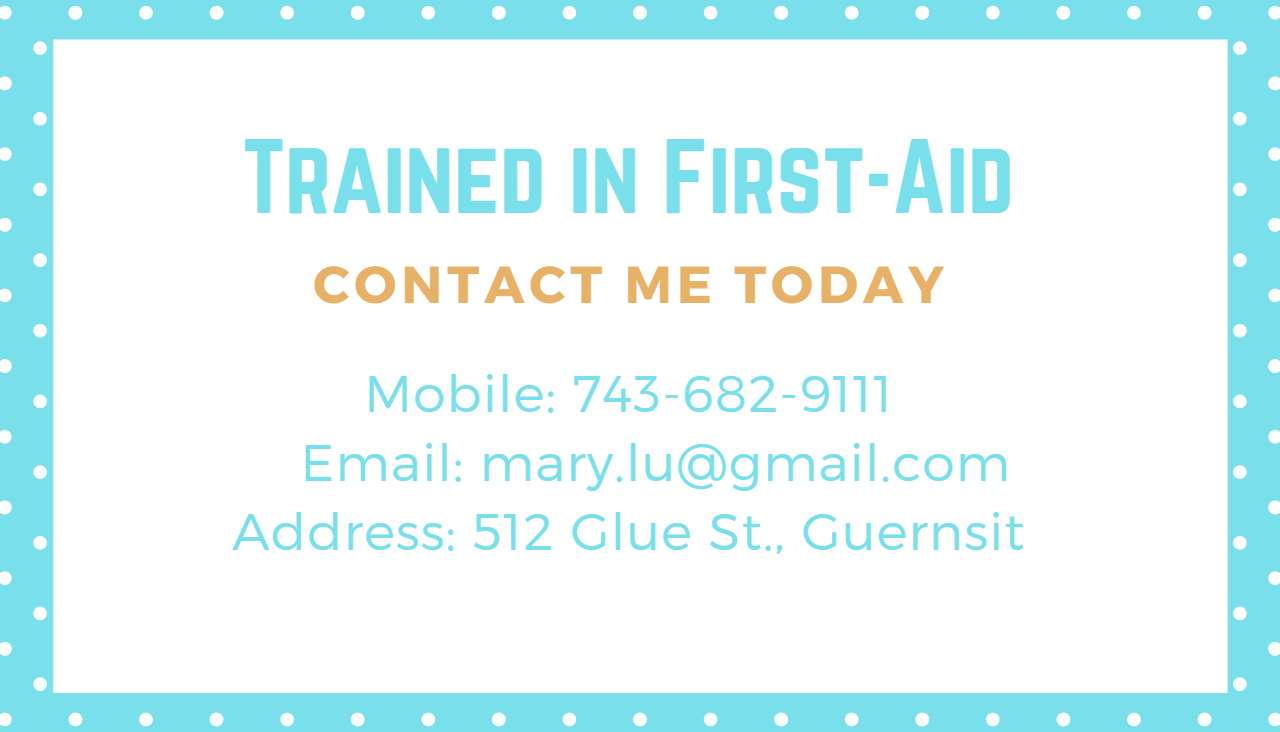 Trained in First-Aid
CONTACT ME TODAY
Mobile: 743-682-9111
Email: mary.lu@gmail.com
Address: 512 Glue St., Guernsit